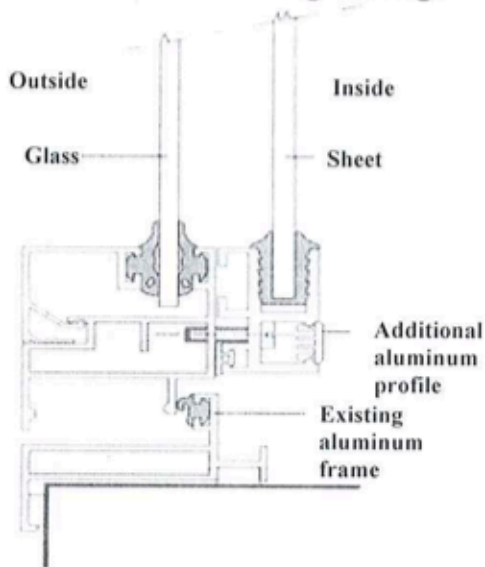 Outside
Inside
Glass
Sheet
Additional
aluminum
profile
Existing
aluminum
frame